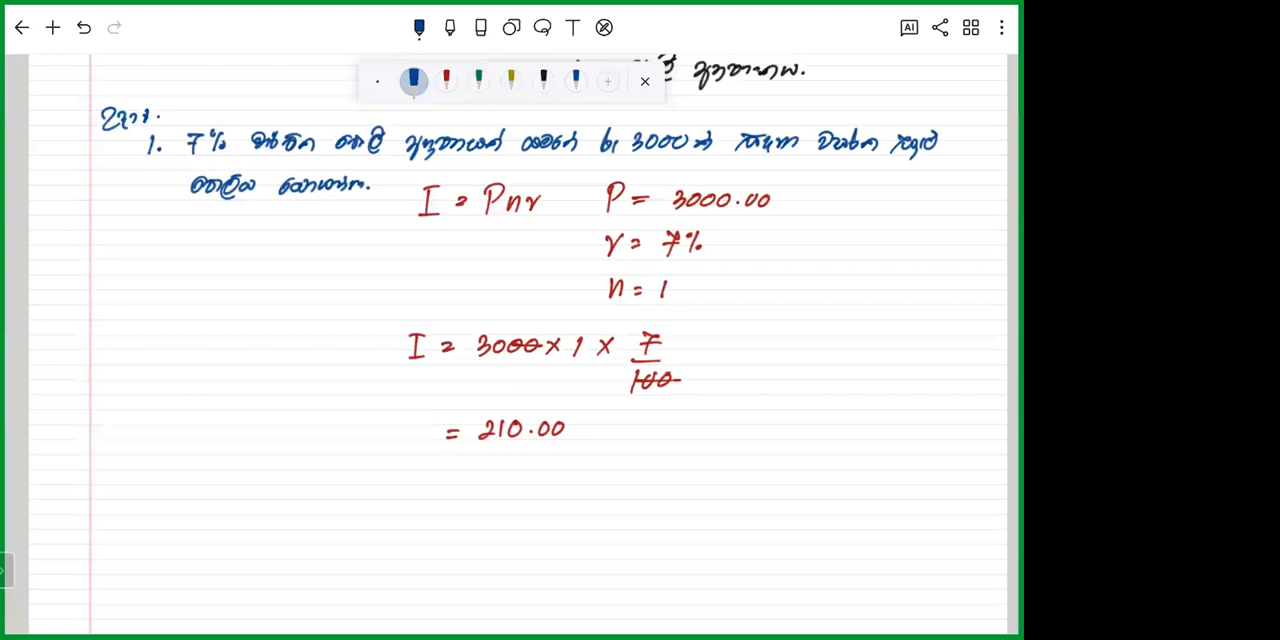 අනුපාතය.
උදා:
1. 7% වාර්ෂික පොලී අනුපාතයක් යටතේ රු 3000ක් සඳහා වාර්ෂික සුළු
පොලිය සොයන්න.
I = Pnr P = 3000.00
r = 7%
n = 1
I = 3000 × 1 × 7/100
= 210.00